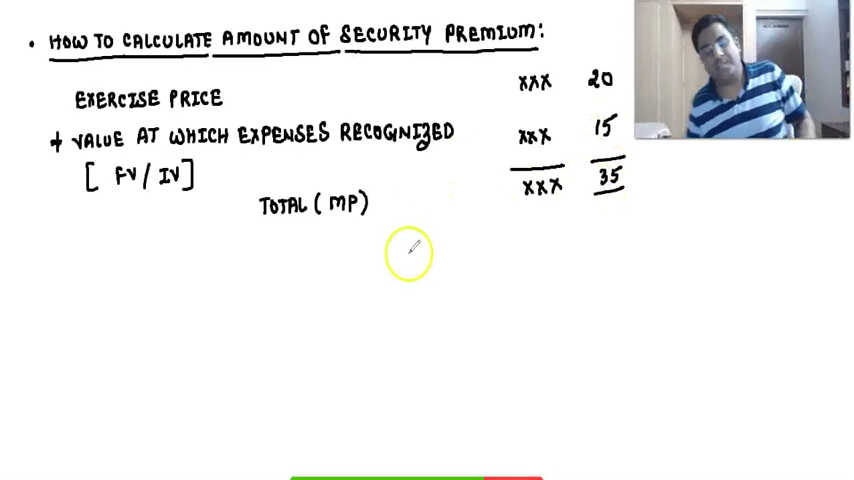 • HOW TO CALCULATE AMOUNT OF SECURITY PREMIUM:
EXERCISE PRICE xxx 20
+ VALUE AT WHICH EXPENSES RECOGNIZED xxx 15
[ FV / IV ]
TOTAL ( MP) xxx 35